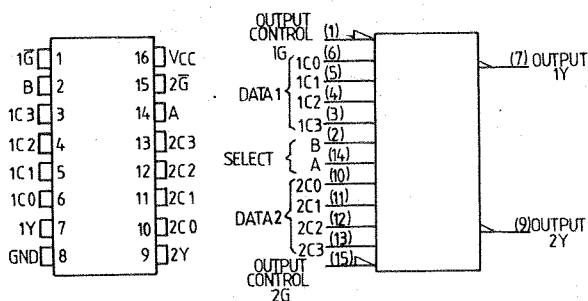 1G̅ 1 16 VCC
B 2 15 2G̅
1C3 3 14 A
1C2 4 13 2C3
1C1 5 12 2C2
1C0 6 11 2C1
1Y 7 10 2C0
GND 8 9 2Y
OUTPUT
CONTROL (1)
1G (6)
1C0
1C1 (5)
DATA 1
1C2 (4)
1C3 (3)
B (2)
SELECT
A (14)
2C0 (10)
2C1 (11)
DATA2
2C2 (12)
2C3 (13)
OUTPUT
CONTROL (15)
2G
(7) OUTPUT
1Y
(9) OUTPUT
2Y